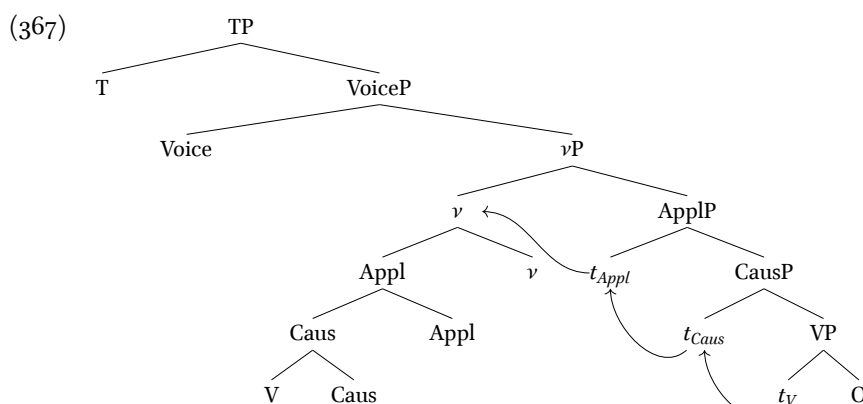 (367) TP
T VoiceP
Voice νP
ν ApplP
Appl ν t_Appl CausP
Caus Appl t_Caus VP
V Caus t_V O